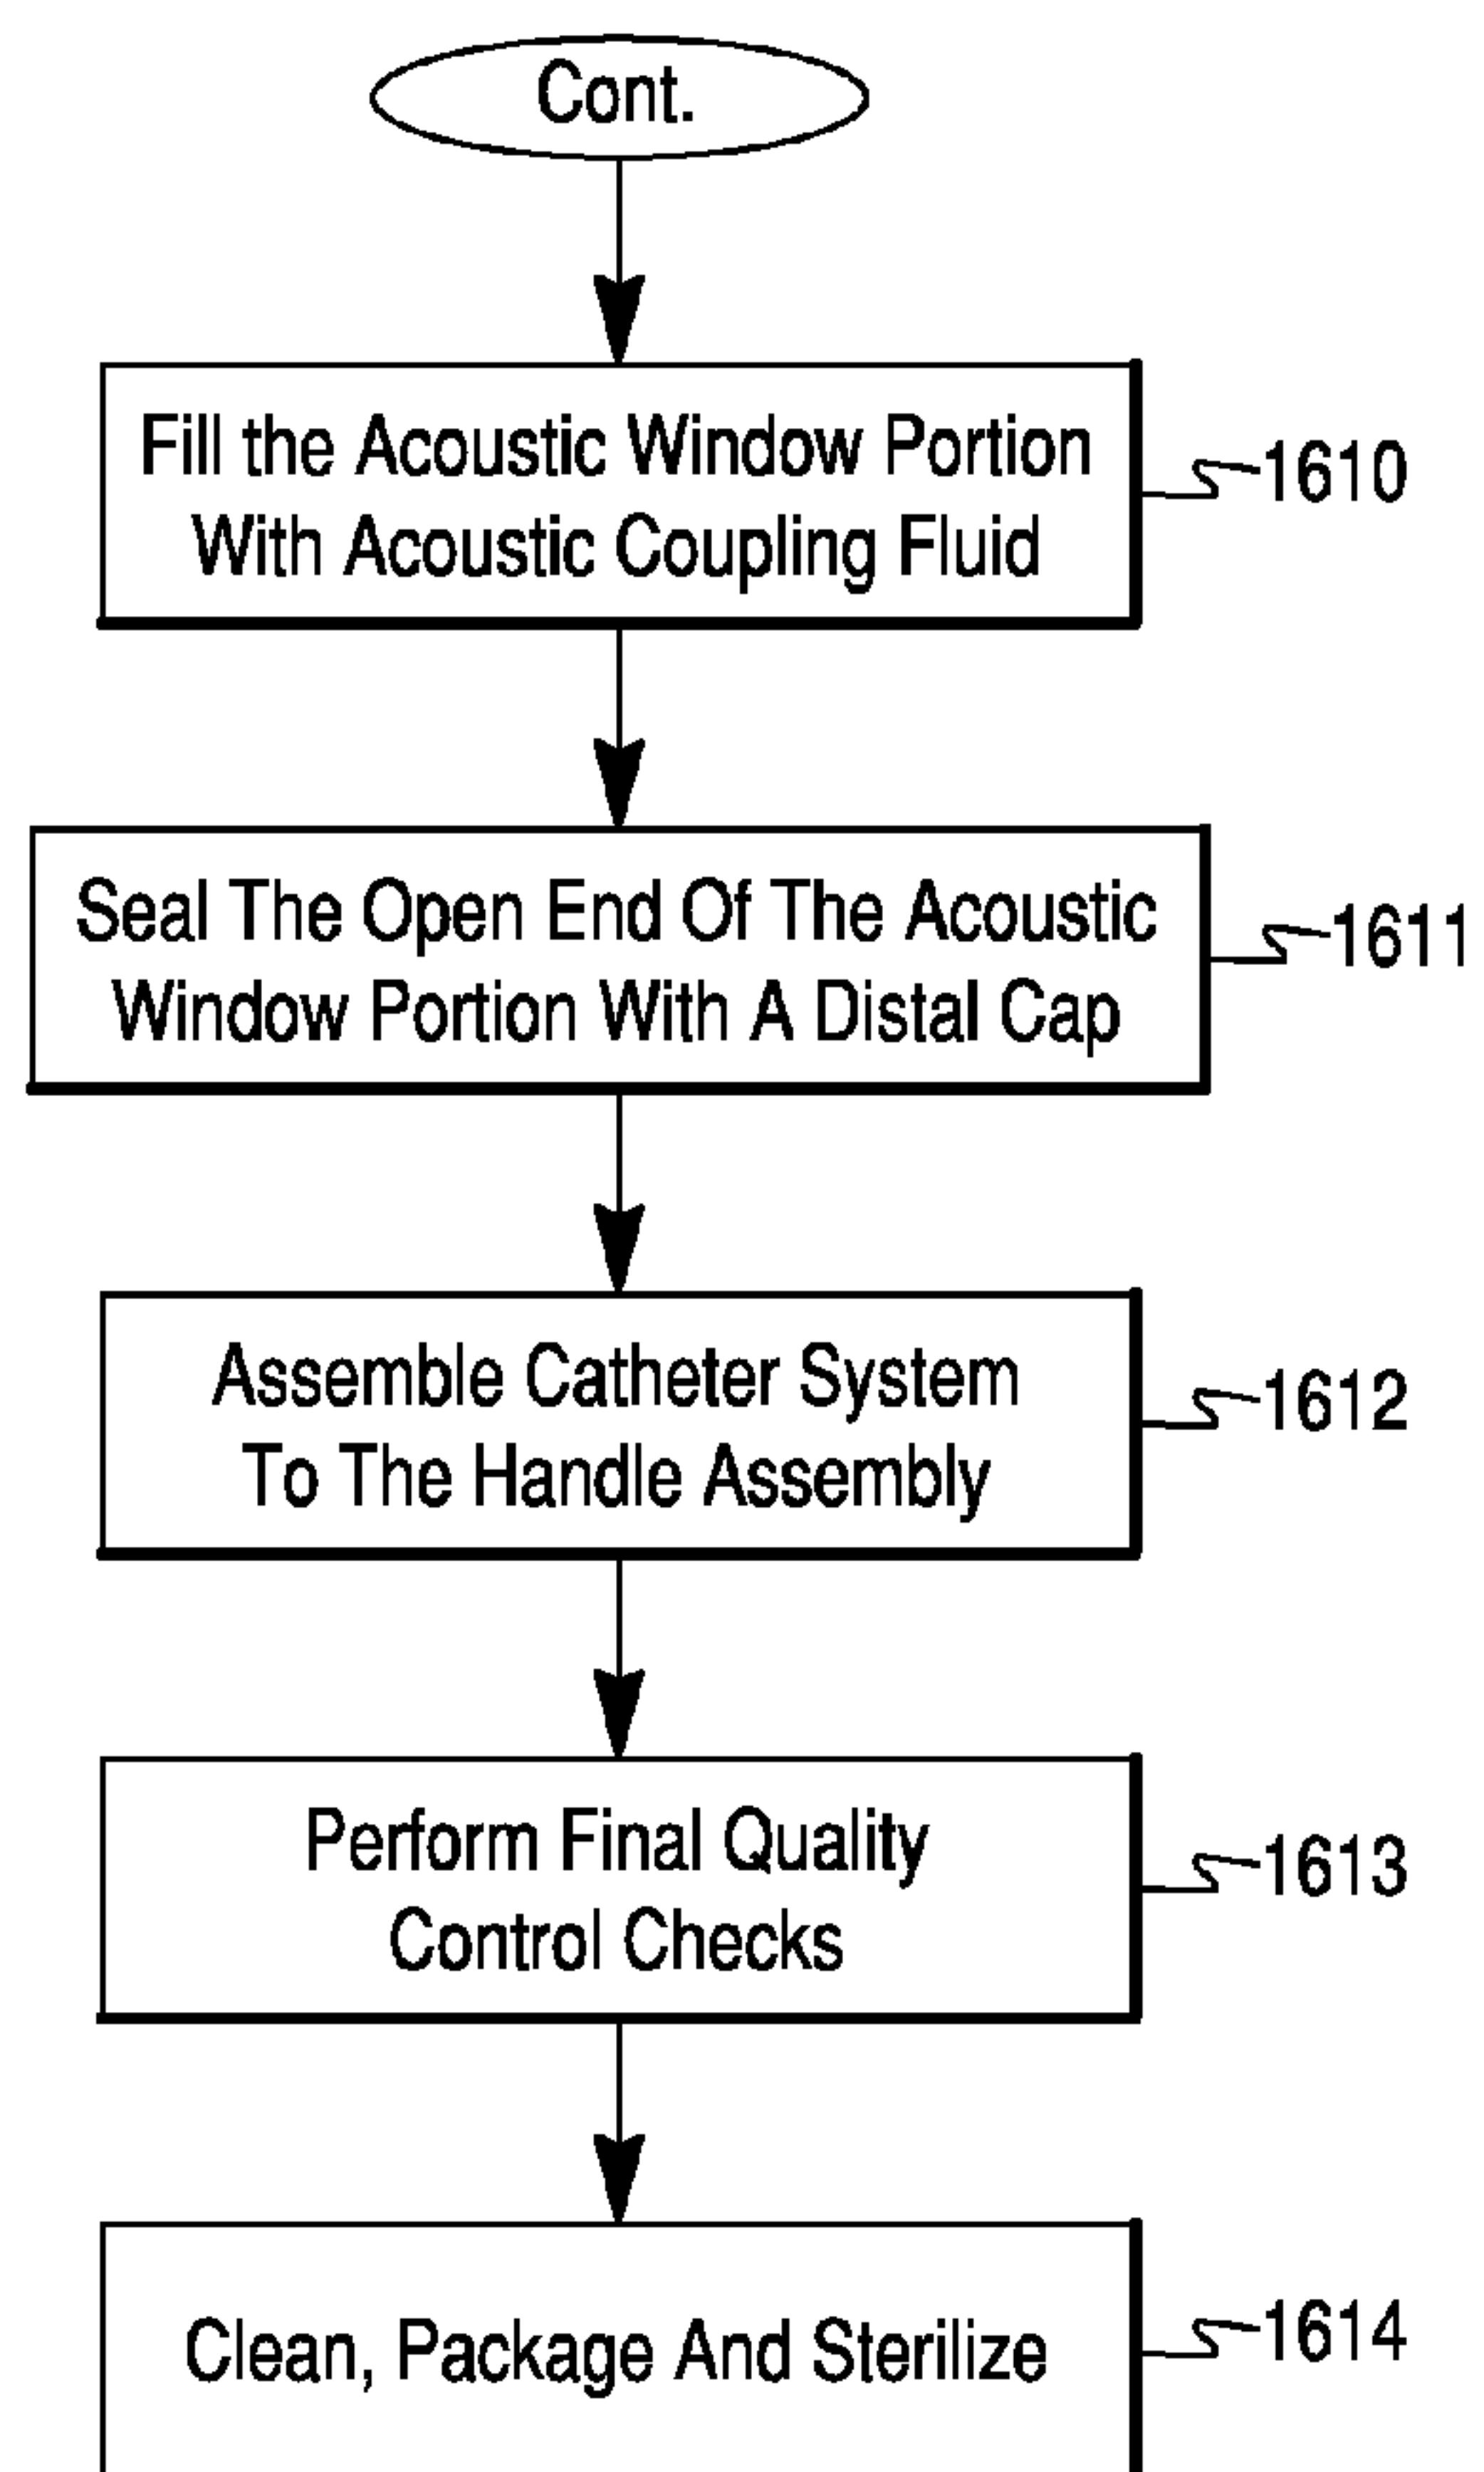 Cont.
Fill the Acoustic Window Portion
With Acoustic Coupling Fluid
1610
Seal The Open End Of The Acoustic
Window Portion With A Distal Cap
1611
Assemble Catheter System
To The Handle Assembly
1612
Perform Final Quality
Control Checks
1613
Clean, Package And Sterilize
1614